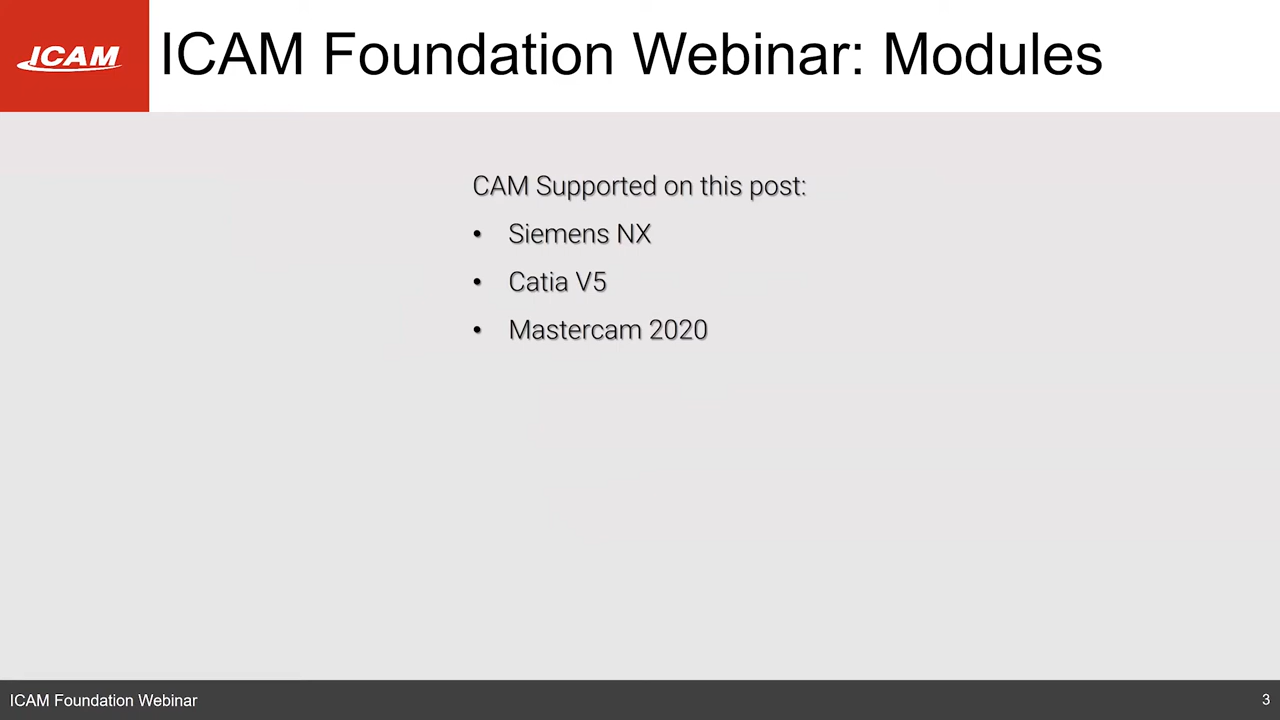 ICAM
ICAM Foundation Webinar: Modules
CAM Supported on this post:
• Siemens NX
• Catia V5
• Mastercam 2020
ICAM Foundation Webinar
3